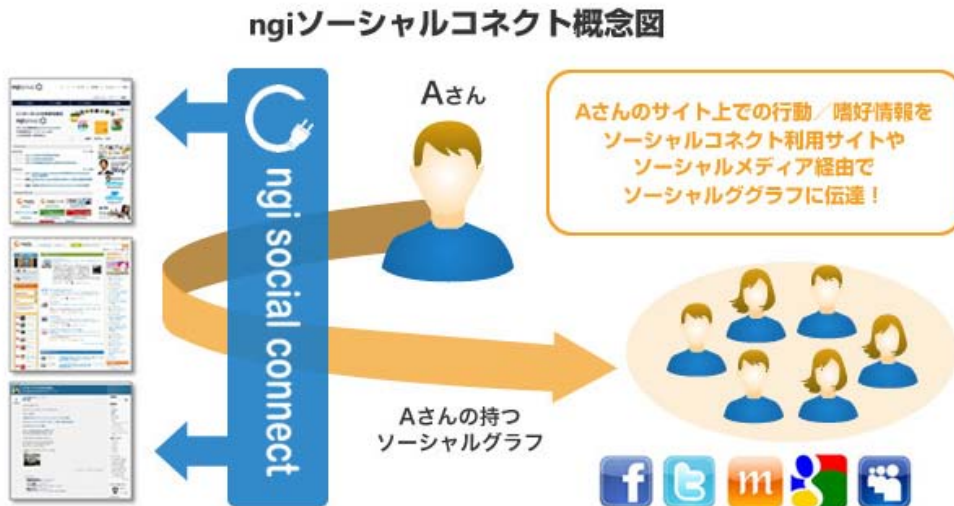 ngiソーシャルコネクト概念図
Aさん
Aさんのサイト上での行動／嗜好情報を
ソーシャルコネクト利用サイトや
ソーシャルメディア経由で
ソーシャルググラフに伝達！
ngi social connect
Aさんの持つ
ソーシャルグラフ
f
t
m
g